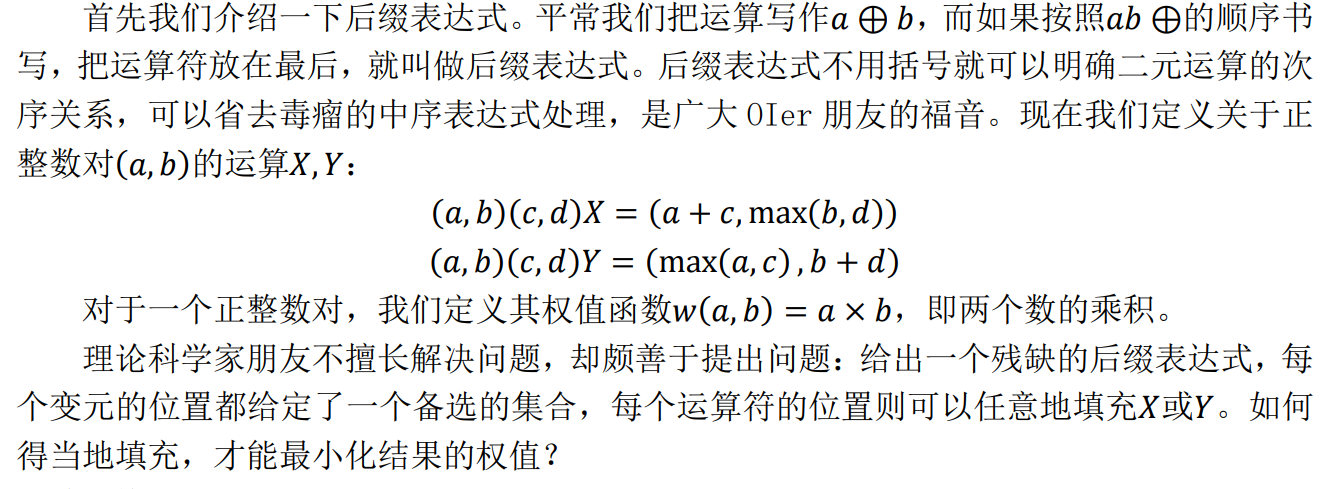 首先我们介绍一下后缀表达式。平常我们把运算写作a ⊕ b，而如果按照ab ⊕的顺序书
写，把运算符放在最后，就叫做后缀表达式。后缀表达式不用括号就可以明确二元运算的次
序关系，可以省去毒瘤的中序表达式处理，是广大 OIer 朋友的福音。现在我们定义关于正
整数对(a, b)的运算X, Y：
(a, b)(c, d)X = (a + c, max(b, d))
(a, b)(c, d)Y = (max(a, c) , b + d)
对于一个正整数对，我们定义其权值函数w(a, b) = a × b，即两个数的乘积。
理论科学家朋友不擅长解决问题，却颇善于提出问题：给出一个残缺的后缀表达式，每
个变元的位置都给定了一个备选的集合，每个运算符的位置则可以任意地填充X或Y。如何
得当地填充，才能最小化结果的权值？